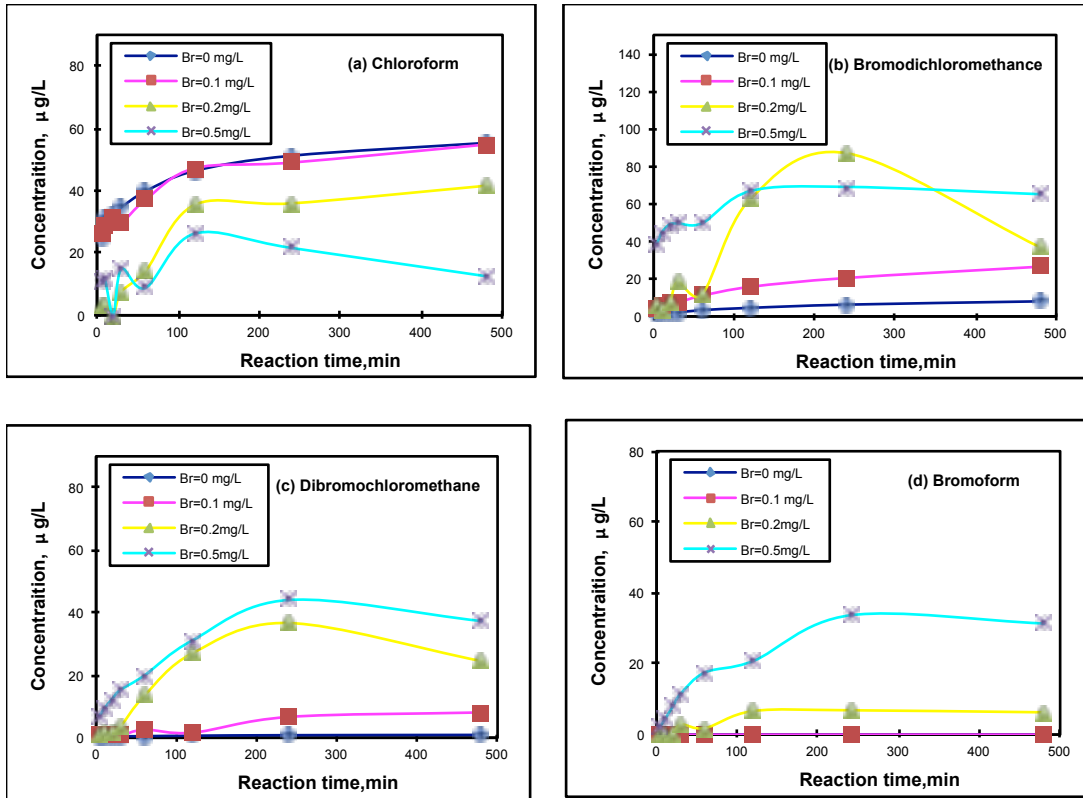 (a) Chloroform
Br=0 mg/L
Br=0.1 mg/L
Br=0.2mg/L
Br=0.5mg/L
Concentraition, μ g/L
80
60
40
20
0
0 100 200 300 400 500
Reaction time,min
(b) Bromodichloromethance
Br=0 mg/L
Br=0.1 mg/L
Br=0.2mg/L
Br=0.5mg/L
Concentraition, μ g/L
140
120
100
80
60
40
20
0
0 100 200 300 400 500
Reaction time,min
(c) Dibromochloromethane
Br=0 mg/L
Br=0.1 mg/L
Br=0.2mg/L
Br=0.5mg/L
Concentraition, μ g/L
80
60
40
20
0
0 100 200 300 400 500
Reaction time,min
(d) Bromoform
Br=0 mg/L
Br=0.1 mg/L
Br=0.2mg/L
Br=0.5mg/L
Concentraition, μ g/L
80
60
40
20
0
0 100 200 300 400 500
Reaction time,min